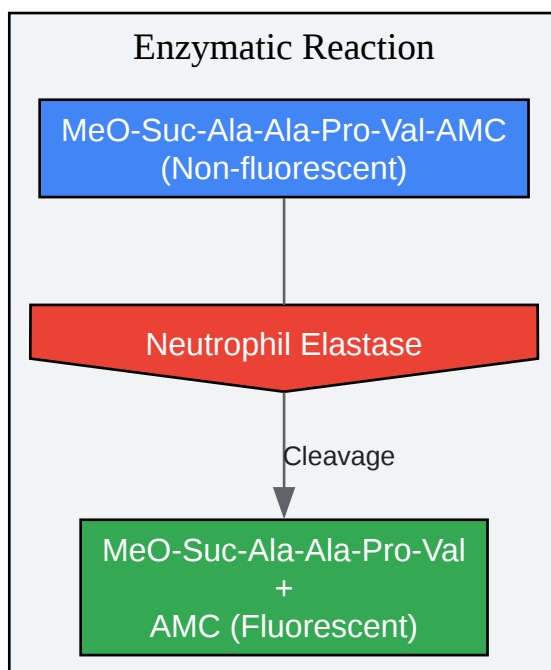 Enzymatic Reaction
MeO-Suc-Ala-Ala-Pro-Val-AMC
(Non-fluorescent)
Neutrophil Elastase
Cleavage
MeO-Suc-Ala-Ala-Pro-Val
+
AMC (Fluorescent)